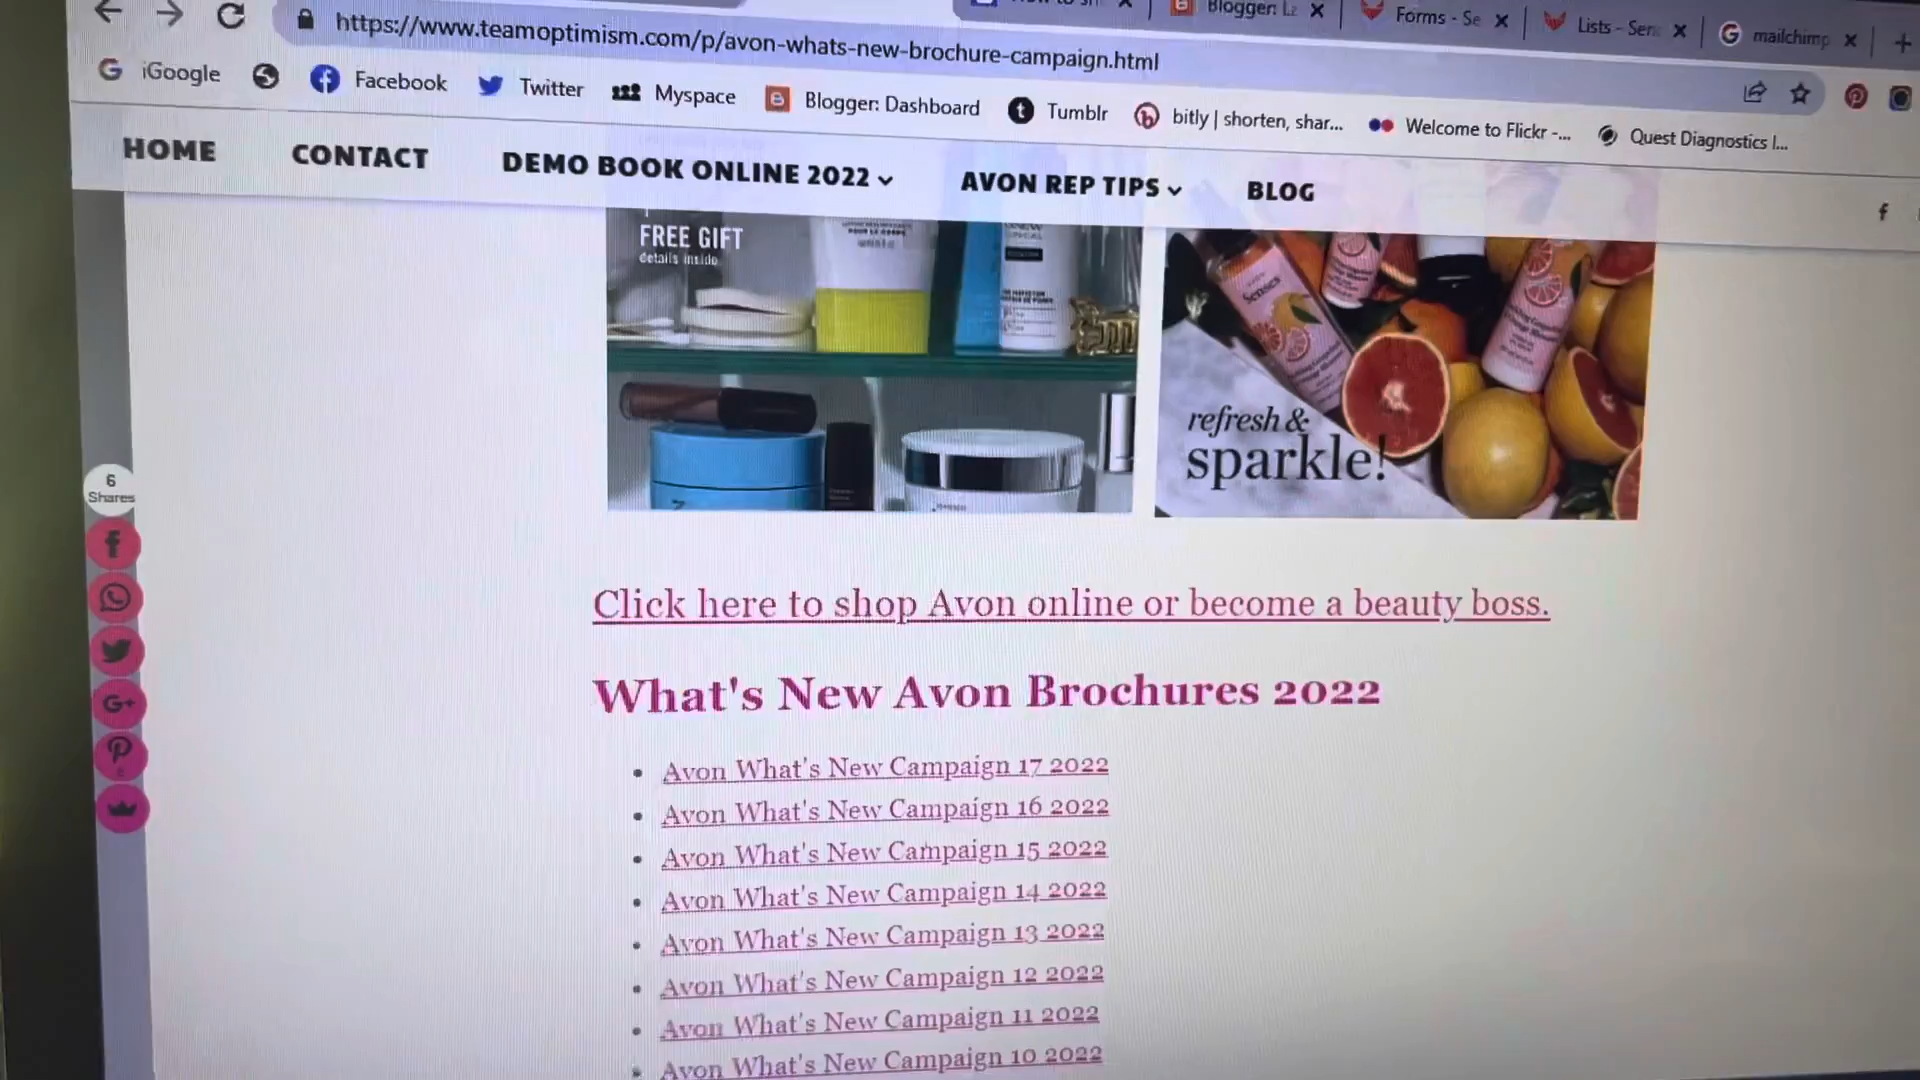 Forms - Se
Lists - Sen
mailchimp
Blogger: La
https://www.teamoptimism.com/p/avon-whats-new-brochure-campaign.html
iGoogle
Facebook
Twitter
Myspace
Blogger: Dashboard
Tumblr
bitly | shorten, shar...
Welcome to Flickr -...
Quest Diagnostics I...
HOME
CONTACT
DEMO BOOK ONLINE 2022
AVON REP TIPS
BLOG
FREE GIFT
details inside
Senses
refresh &
sparkle!
6
Shares
Click here to shop Avon online or become a beauty boss.
What's New Avon Brochures 2022
Avon What's New Campaign 17 2022
Avon What's New Campaign 16 2022
Avon What's New Campaign 15 2022
Avon What's New Campaign 14 2022
Avon What's New Campaign 13 2022
Avon What's New Campaign 12 2022
Avon What's New Campaign 11 2022
Avon What's New Campaign 10 2022